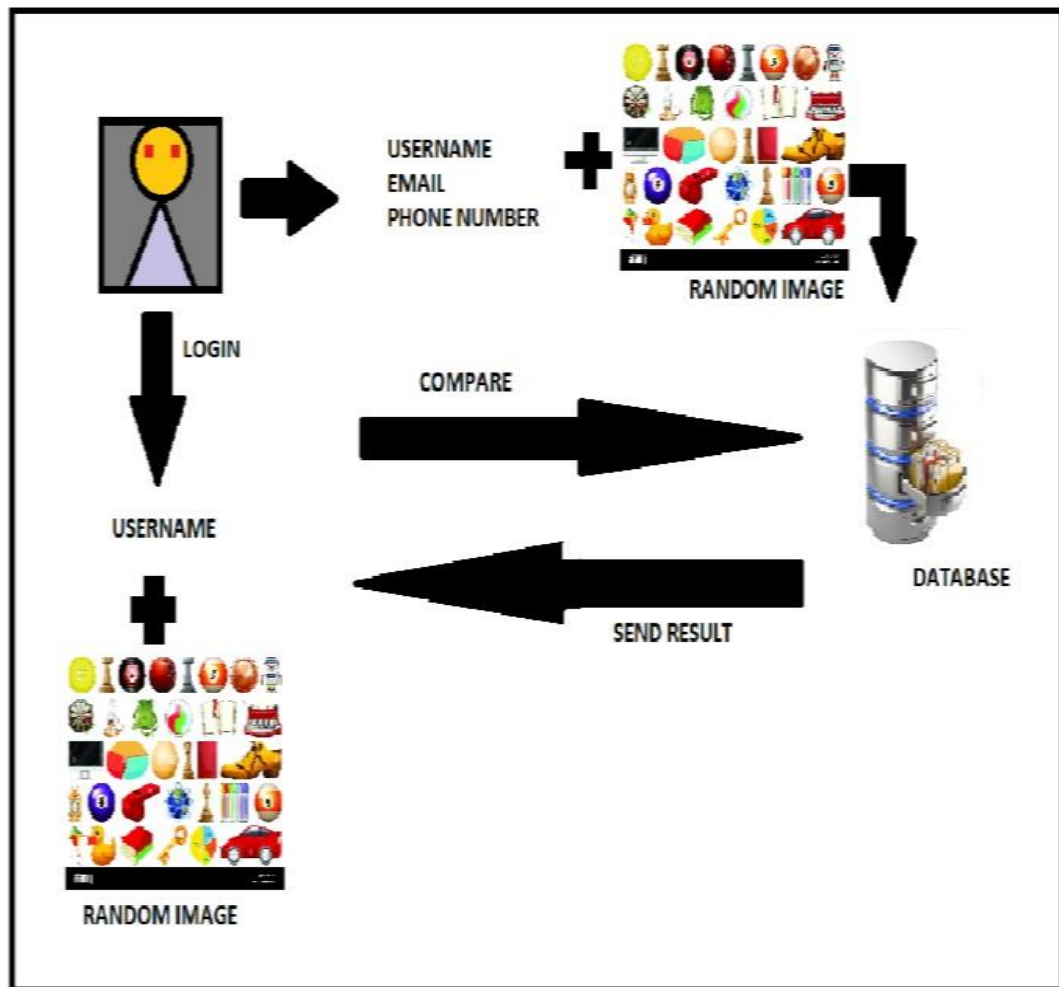 USERNAME
EMAIL
PHONE NUMBER
RANDOM IMAGE
LOGIN
COMPARE
USERNAME
DATABASE
SEND RESULT
RANDOM IMAGE